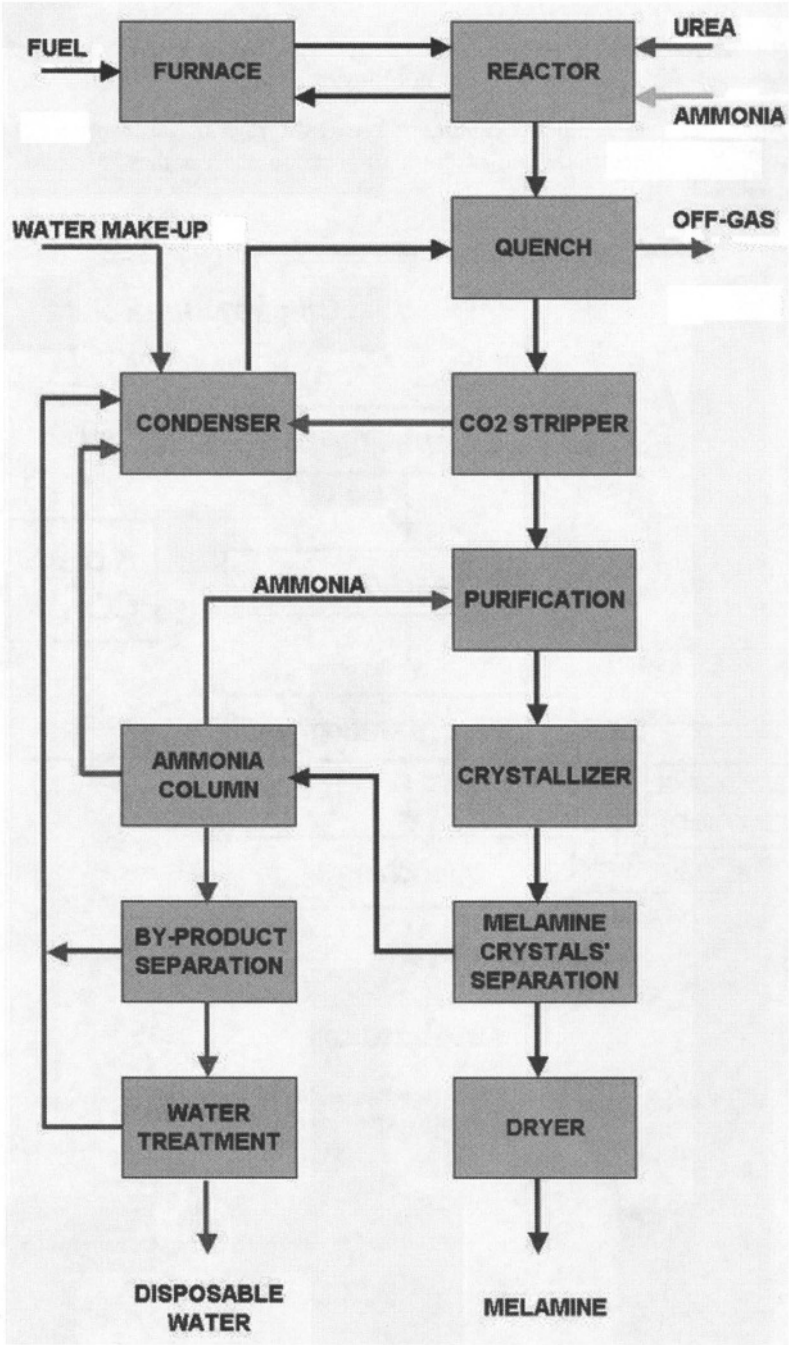 FUEL
FURNACE
REACTOR
UREA
AMMONIA
WATER MAKE-UP
QUENCH
OFF-GAS
CONDENSER
CO2 STRIPPER
AMMONIA
PURIFICATION
AMMONIA
COLUMN
CRYSTALLIZER
BY-PRODUCT
SEPARATION
MELAMINE
CRYSTALS'
SEPARATION
WATER
TREATMENT
DRYER
DISPOSABLE
WATER
MELAMINE